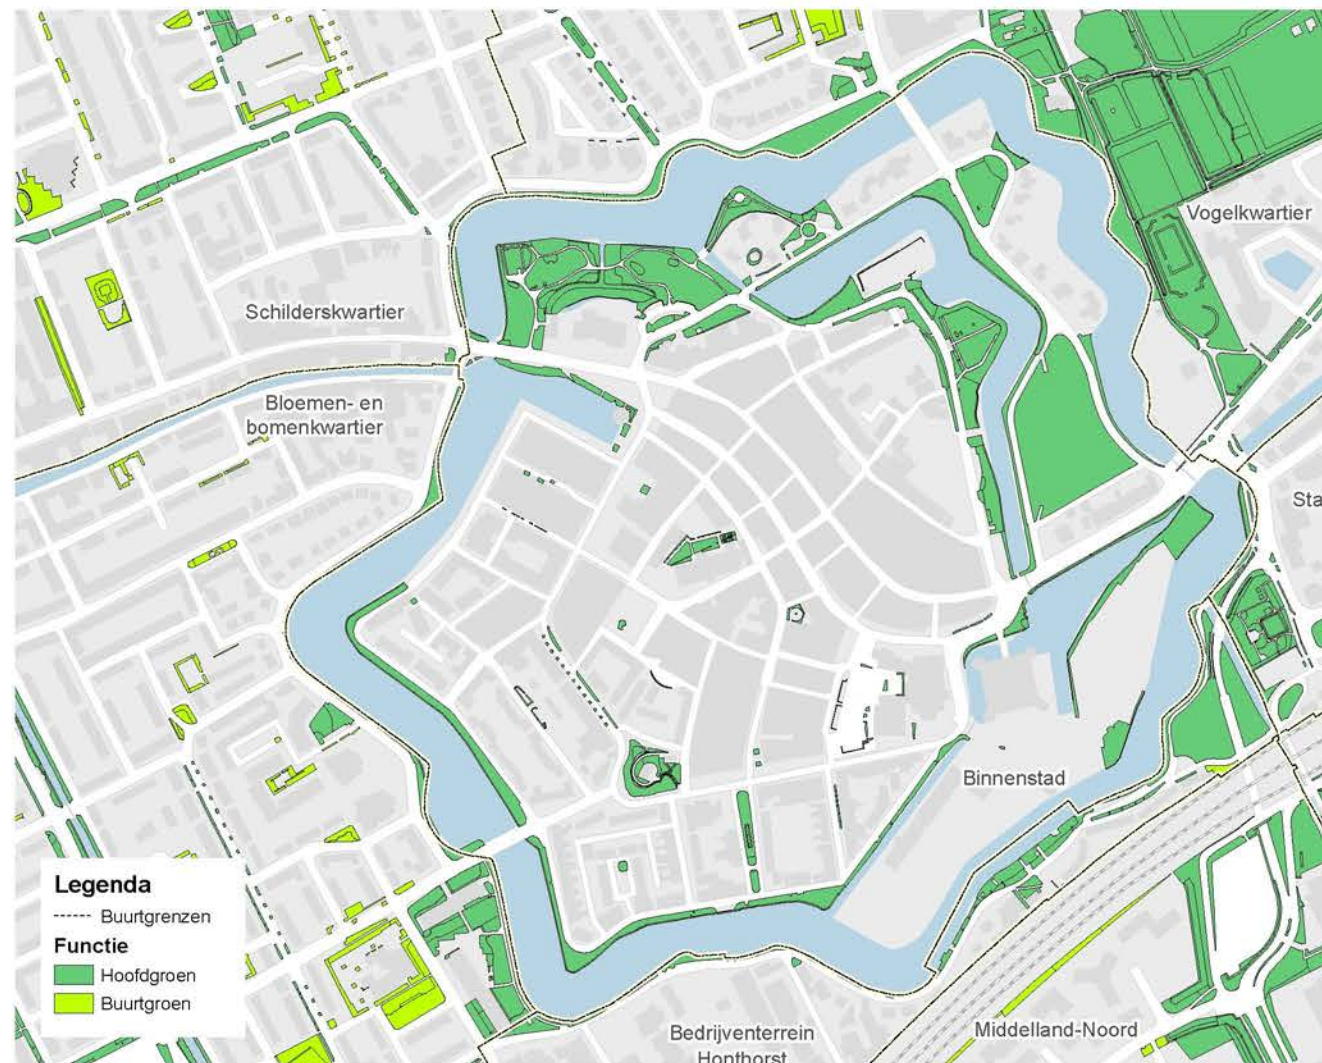 Vogelkwartier
Schilderskwartier
Bloemen- en
bomenkwartier
Sta
Binnenstad
Legenda
Buurtgrenzen
Functie
Hoofdgroen
Buurtgroen
Bedrijventerrein
Honthorst
Middelland-Noord